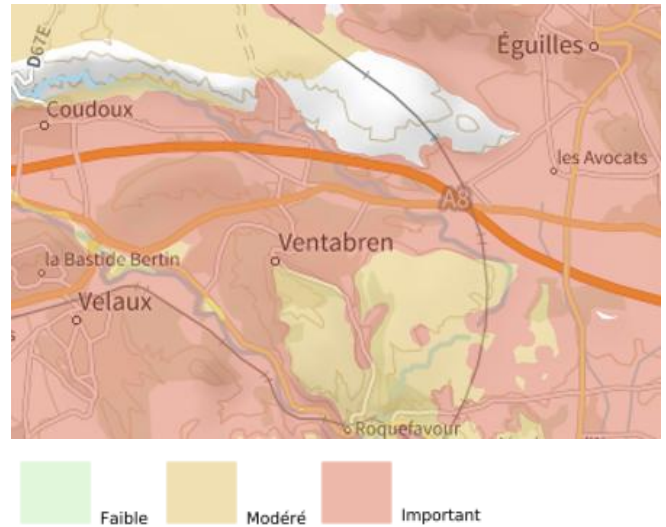 D67E
Éguilles
Coudoux
les Avocats
A8
Ventabren
la Bastide Bertin
Velaux
s
Roquefavour
Faible
Modéré
Important